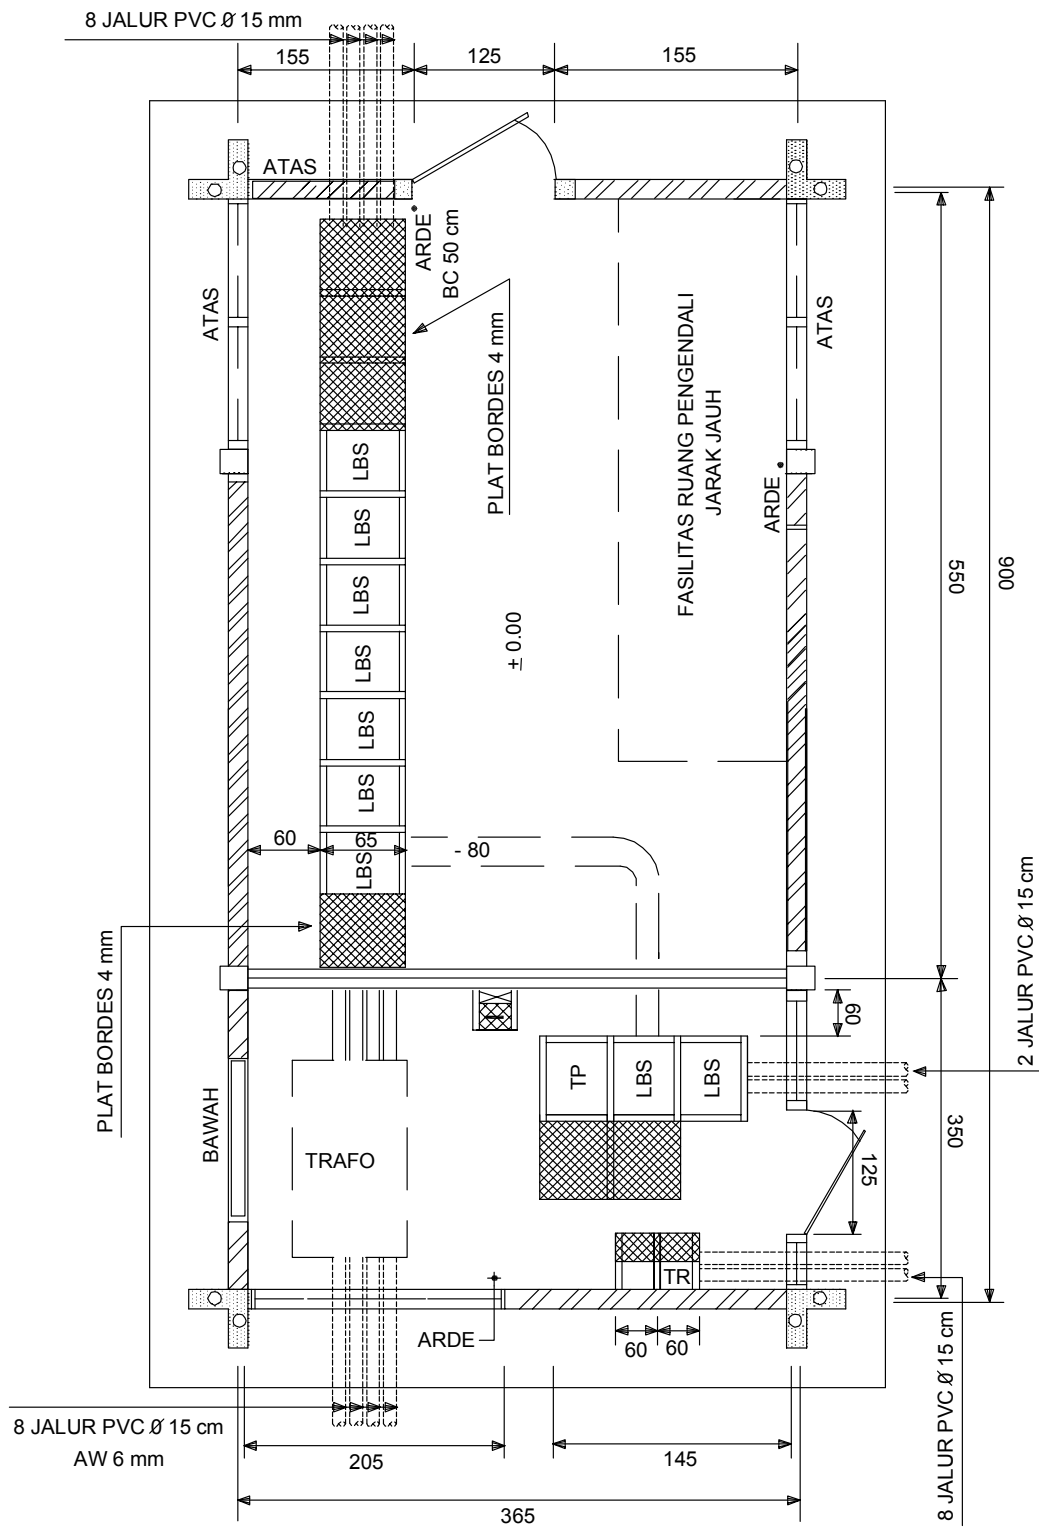 8 JALUR PVC Ø 15 mm
155
125
155
ATAS
ATAS
ARDE
BC 50 cm
PLAT BORDES 4 mm
FASILITAS RUANG PENGENDALI
JARAK JAUH
ATAS
ARDE
LBS
LBS
LBS
LBS
LBS
LBS
LBS
± 0.00
550
900
60
65
- 80
PLAT BORDES 4 mm
BAWAH
TRAFO
TP
LBS
LBS
60
2 JALUR PVC Ø 15 cm
350
125
TR
ARDE
60
60
8 JALUR PVC Ø 15 cm
8 JALUR PVC Ø 15 cm
AW 6 mm
205
145
365